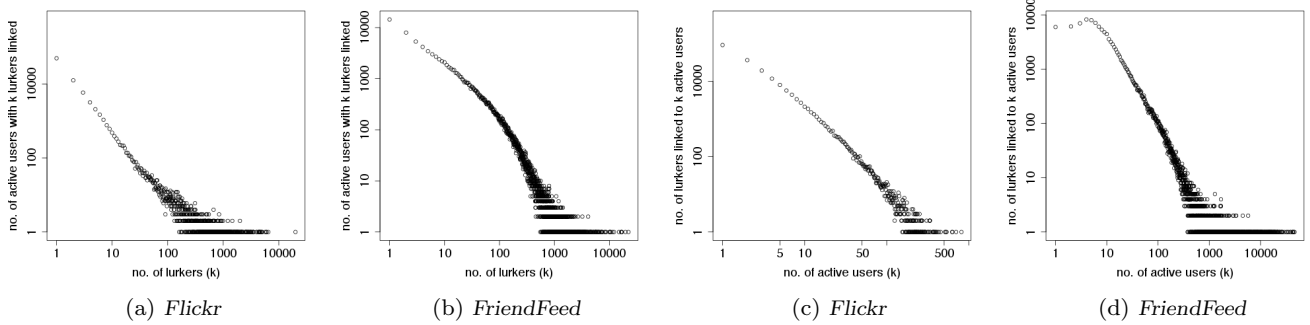 no. of active users with k lurkers linked
10000
100
1
1 10 100 1000 10000
no. of lurkers (k)
(a) Flickr
no. of active users with k lurkers linked
10000
1000
100
10
1
1 10 100 1000 10000
no. of lurkers (k)
(b) FriendFeed
no. of lurkers linked to k active users
10000
100
1
1 5 10 50 500
no. of active users (k)
(c) Flickr
no. of lurkers linked to k active users
10000
1000
100
10
1
1 10 100 1000 10000
no. of active users (k)
(d) FriendFeed